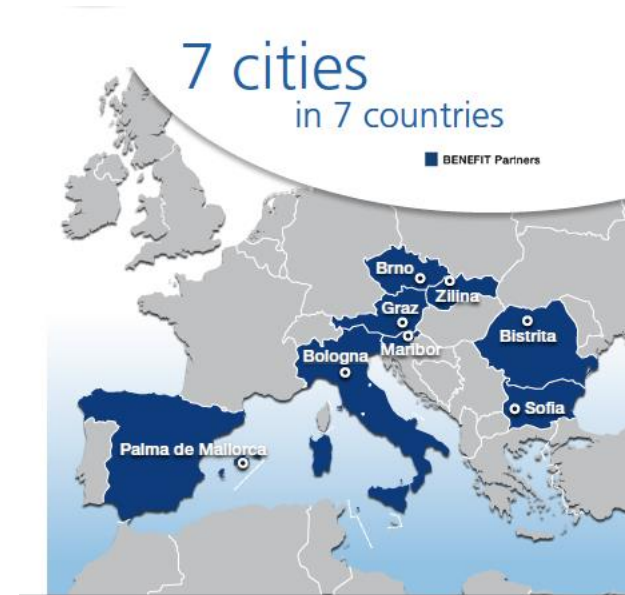 7 cities
in 7 countries
BENEFIT Partners
Brno
Zilina
Graz
Maribor
Bistrita
Bologna
Sofia
Palma de Mallorca